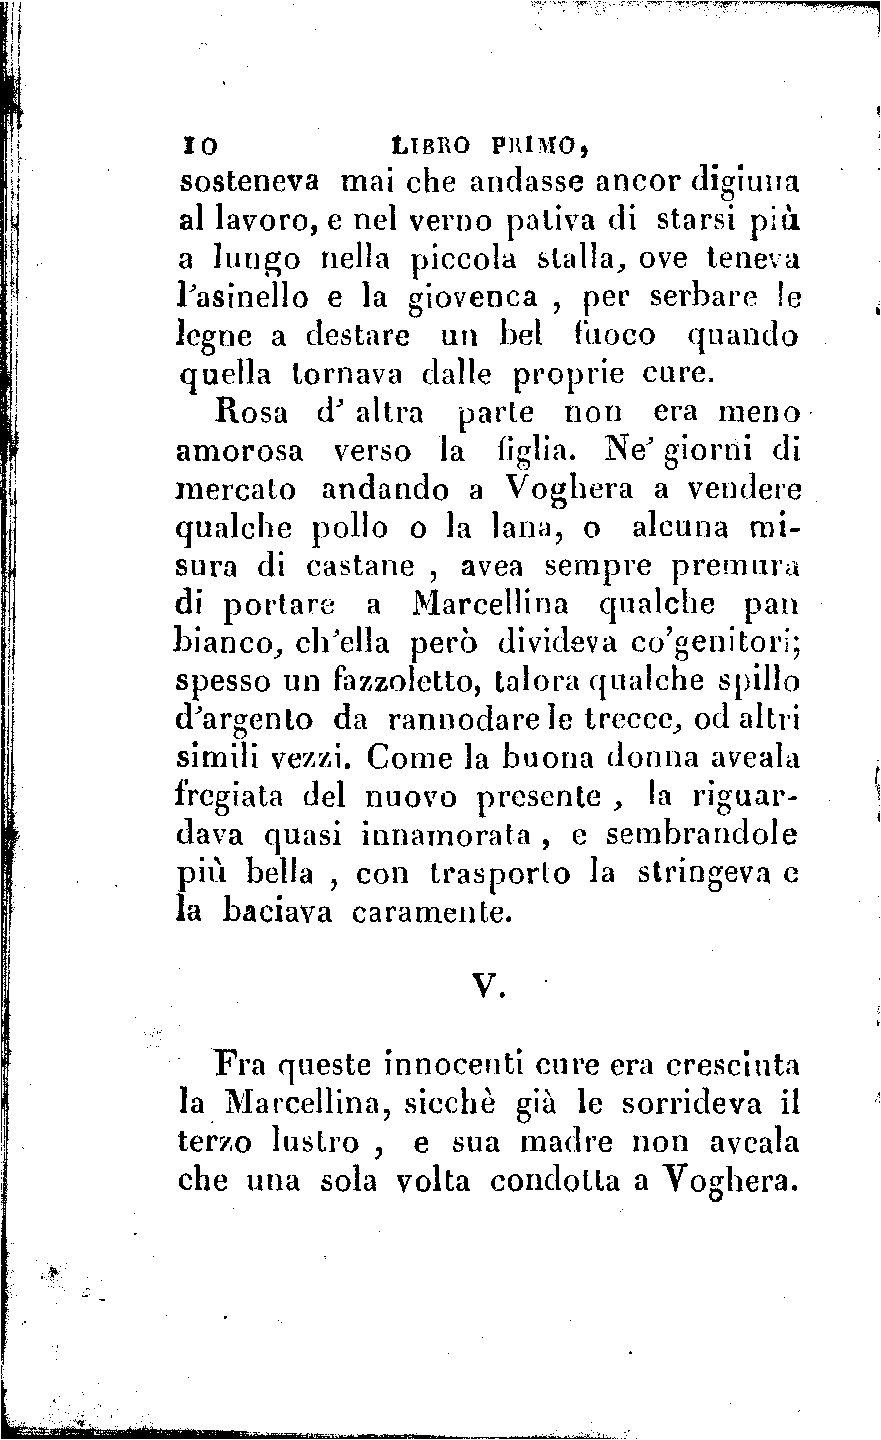 10 LIBRO PRIMO,
sosteneva mai che andasse ancor digiuna
al lavoro, e nel verno pativa di starsi più
a lungo nella piccola stalla, ove teneva
l'asinello e la giovenca , per serbare le
legne a destare un bel fuoco quando
quella tornava dalle proprie cure.
Rosa d' altra parte non era meno
amorosa verso la figlia. Ne' giorni di
mercato andando a Voghera a vendere
qualche pollo o la lana, o alcuna mi-
sura di castane , avea sempre premura
di portare a Marcellina qualche pan
bianco, ch'ella però divideva co'genitori;
spesso un fazzoletto, talora qualche spillo
d'argento da rannodare le trecce, od altri
simili vezzi. Come la buona donna aveala
fregiata del nuovo presente , la riguar-
dava quasi innamorata , e sembrandole
più bella , con trasporto la stringeva e
la baciava caramente.
V.
Fra queste innocenti cure era cresciuta
la Marcellina, sicchè già le sorrideva il
terzo lustro , e sua madre non aveala
che una sola volta condotta a Voghera.